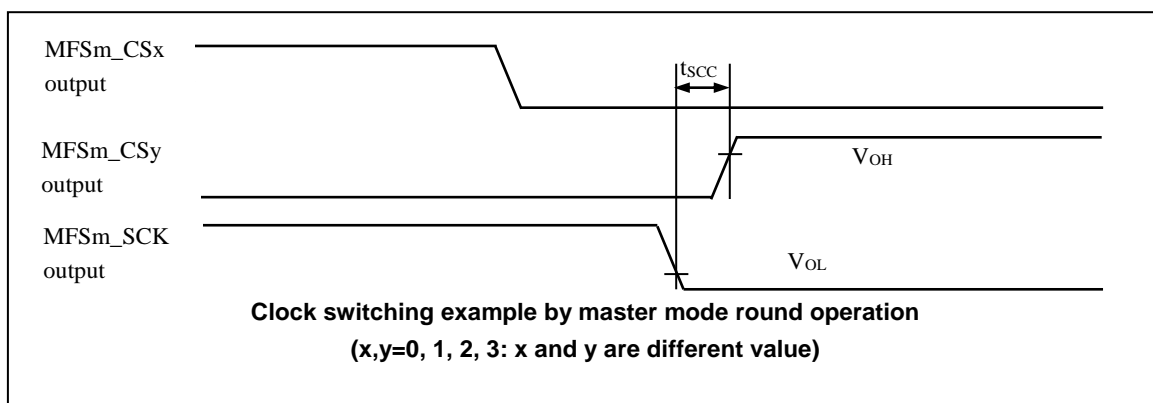 MFSm_CSx
output
tSCC
MFSm_CSy
output
VOH
MFSm_SCK
output
VOL
Clock switching example by master mode round operation
(x,y=0, 1, 2, 3: x and y are different value)